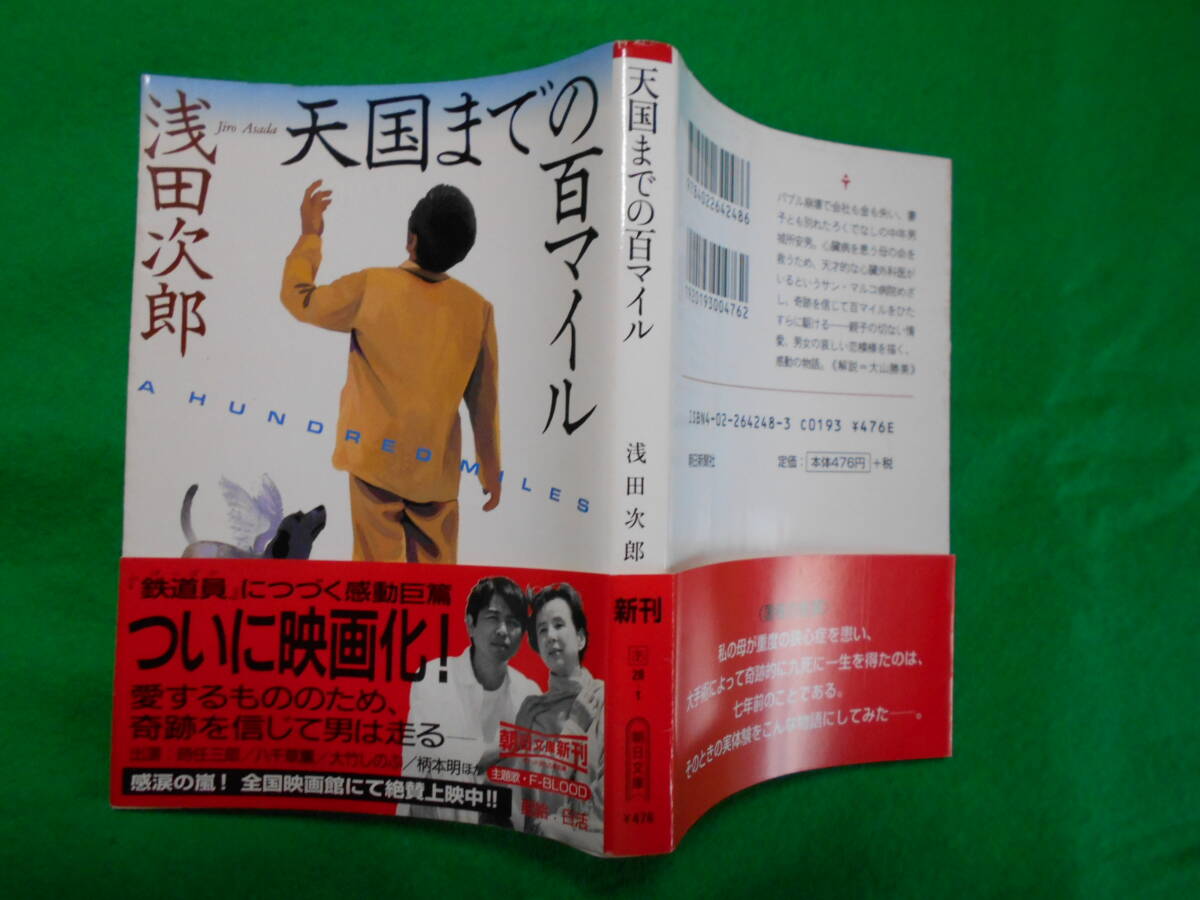 浅田次郎
Jiro Asada
天国までの百マイル
A HUNDRED MILES
『鉄道員』につづく感動巨篇
ついに映画化!
愛するもののため、
奇跡を信じて男は走る——
出演 時任三郎/八千草薫/大竹しのぶ/柄本明ほか
朝日文庫新刊
主題歌・F-BLOOD
感涙の嵐! 全国映画館にて絶賛上映中!!
配給:日活
天国までの百マイル
浅田次郎
新刊
あ
28
1
朝日文庫
¥476
9784022642486
1920193004762
バブル崩壊で会社も金も失い、妻
子とも別れたろくでなしの中年男
城所安男。心臓病を患う母の命を
救うため、天才的な心臓外科医が
いるというサン・マルコ病院めざ
し、奇跡を信じて百マイルをひた
すらに駆ける——親子の切ない情
愛、男女の哀しい恋模様を描く、
感動の物語。《解説=大山勝美》
ISBN4-02-264248-3 C0193 ¥476E
朝日新聞社
定価:本体476円+税
私の母が重度の狭心症を患い、
大手術によって奇跡的に九死に一生を得たのは、
七年前のことである。
そのときの実体験をこんな物語にしてみた——。